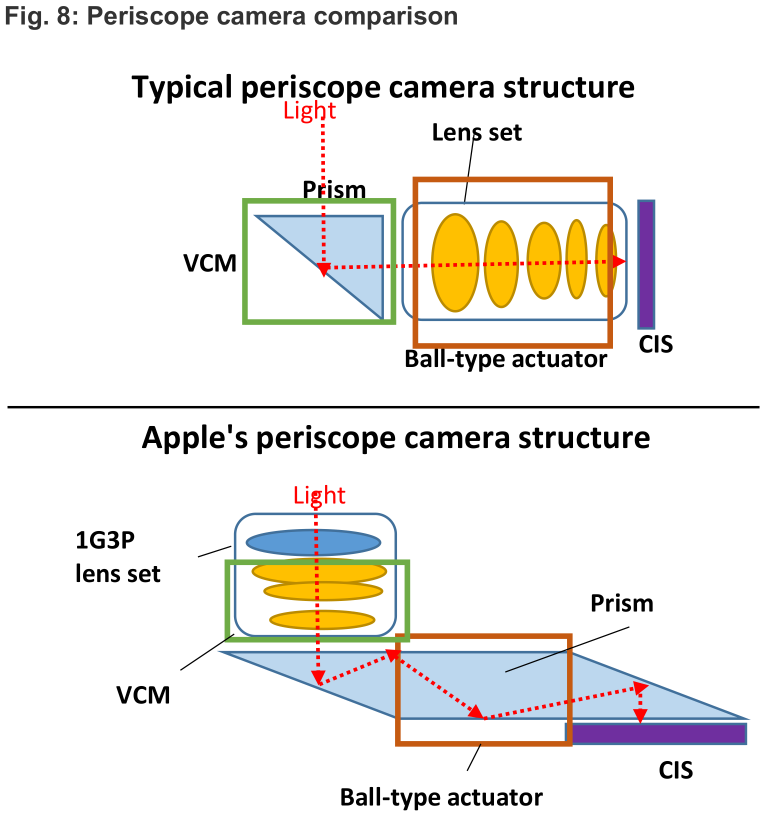 Fig. 8: Periscope camera comparison
Typical periscope camera structure
Light
Lens set
Prism
VCM
CIS
Ball-type actuator
Apple's periscope camera structure
Light
1G3P
lens set
Prism
VCM
CIS
Ball-type actuator